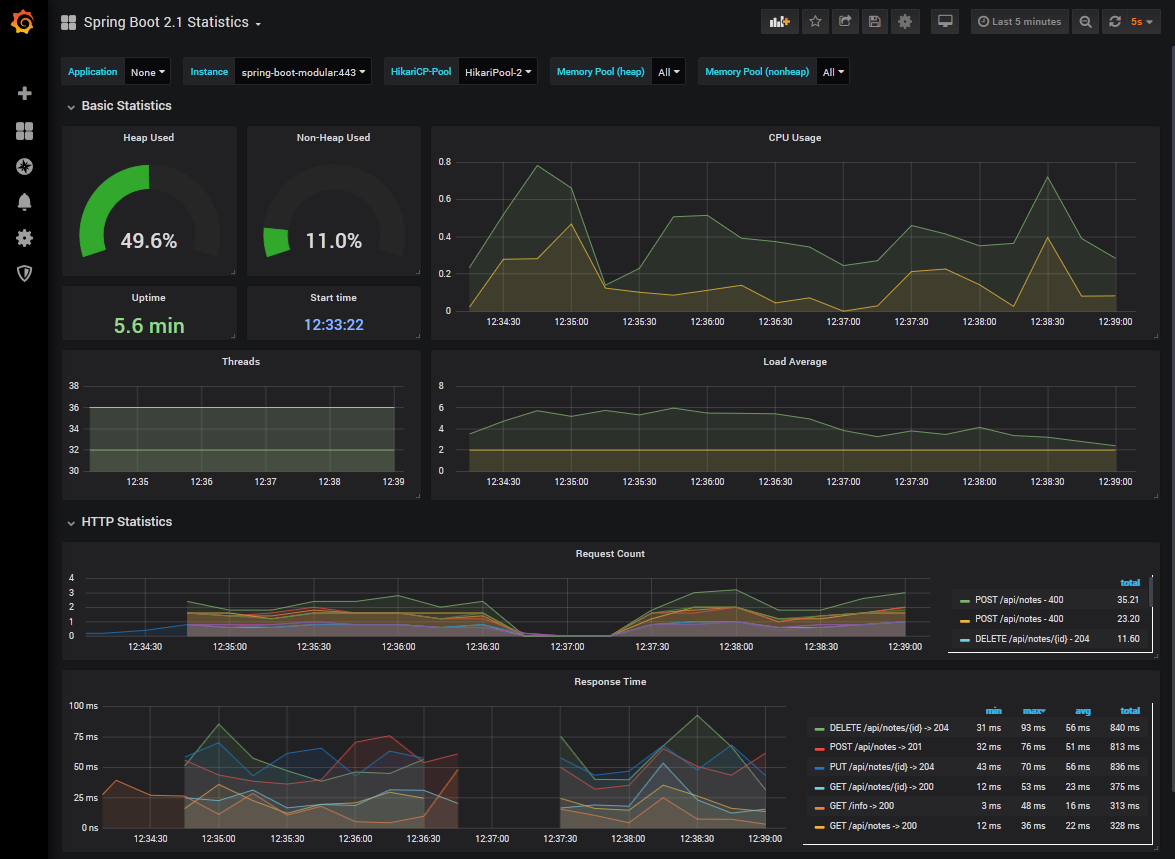 Spring Boot 2.1 Statistics
Last 5 minutes
5s
Application None Instance spring-boot-modular:443 HikariCP-Pool HikariPool-2 Memory Pool (heap) All Memory Pool (nonheap) All
Basic Statistics
Heap Used
49.6%
Non-Heap Used
11.0%
CPU Usage
0.8
0.6
0.4
0.2
0
12:34:30 12:35:00 12:35:30 12:36:00 12:36:30 12:37:00 12:37:30 12:38:00 12:38:30 12:39:00
Uptime
5.6 min
Start time
12:33:22
Threads
38
36
34
32
30
12:35 12:36 12:37 12:38 12:39
Load Average
8
6
4
2
0
12:34:30 12:35:00 12:35:30 12:36:00 12:36:30 12:37:00 12:37:30 12:38:00 12:38:30 12:39:00
HTTP Statistics
Request Count
4
3
2
1
0
12:34:30 12:35:00 12:35:30 12:36:00 12:36:30 12:37:00 12:37:30 12:38:00 12:38:30 12:39:00
total
POST /api/notes - 400 35.21
POST /api/notes - 400 23.20
DELETE /api/notes/{id} - 204 11.60
Response Time
100 ms
75 ms
50 ms
25 ms
0 ns
12:34:30 12:35:00 12:35:30 12:36:00 12:36:30 12:37:00 12:37:30 12:38:00 12:38:30 12:39:00
min max avg total
DELETE /api/notes/{id} -> 204 31 ms 93 ms 56 ms 840 ms
POST /api/notes -> 201 32 ms 76 ms 51 ms 813 ms
PUT /api/notes/{id} -> 204 43 ms 70 ms 56 ms 836 ms
GET /api/notes/{id} -> 200 12 ms 53 ms 23 ms 375 ms
GET /info -> 200 3 ms 48 ms 16 ms 313 ms
GET /api/notes -> 200 12 ms 36 ms 22 ms 328 ms